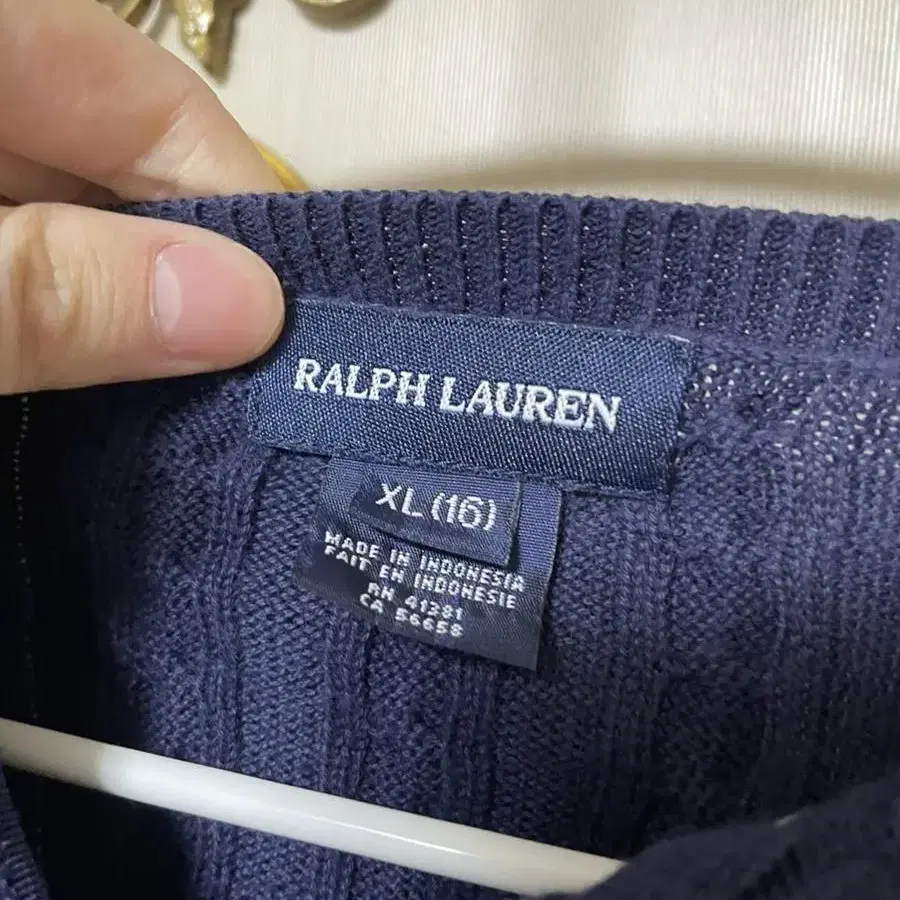 RALPH LAUREN
XL (16)
MADE IN INDONESIA
FAIT EN INDONESIE
RN 41381
CA 56658